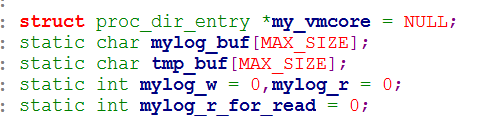 :
: struct proc_dir_entry *my_vmcore = NULL;
: static char mylog_buf[MAX_SIZE];
: static char tmp_buf[MAX_SIZE];
: static int mylog_w = 0,mylog_r = 0;
: static int mylog_r_for_read = 0;